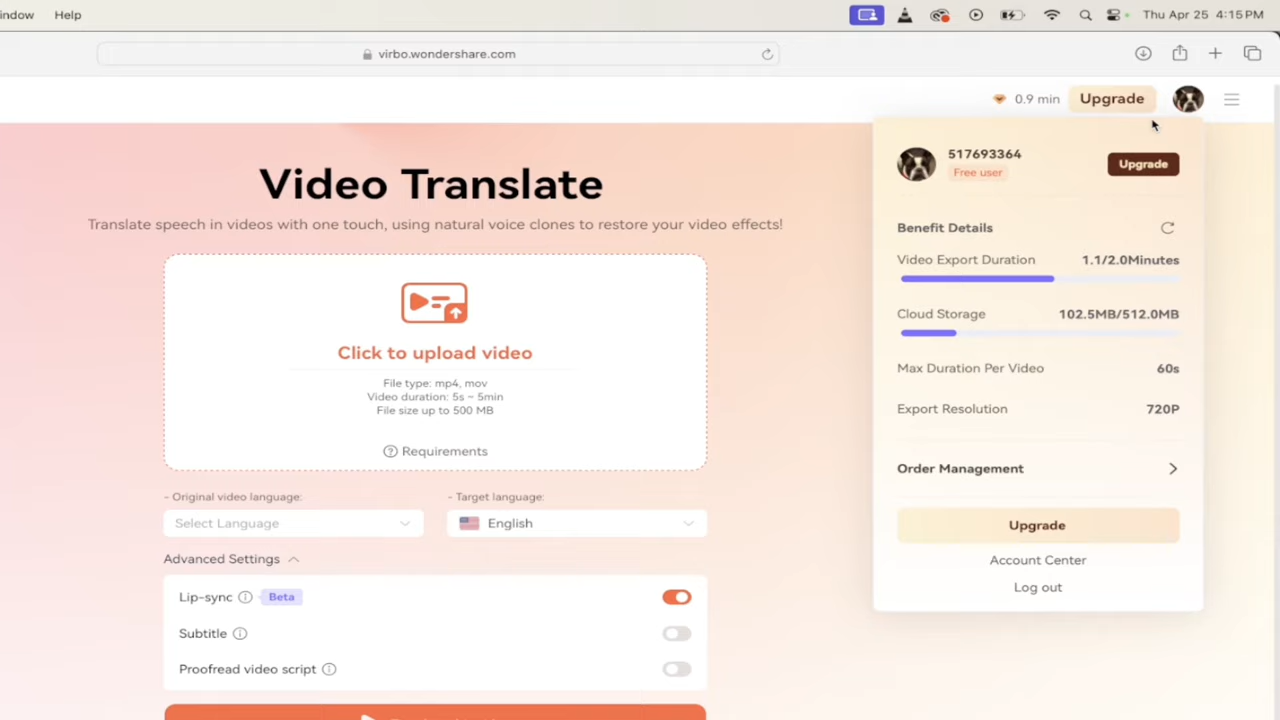 indow Help
Thu Apr 25 4:15PM
virbo.wondershare.com
0.9 min Upgrade
517693364
Free user
Upgrade
Benefit Details
Video Export Duration 1.1/2.0Minutes
Cloud Storage 102.5MB/512.0MB
Max Duration Per Video 60s
Export Resolution 720P
Order Management
Upgrade
Account Center
Log out
Video Translate
Translate speech in videos with one touch, using natural voice clones to restore your video effects!
Click to upload video
File type: mp4, mov
Video duration: 5s – 5min
File size up to 500 MB
Requirements
- Original video language: - Target language:
Select Language English
Advanced Settings
Lip-sync Beta
Subtitle
Proofread video script